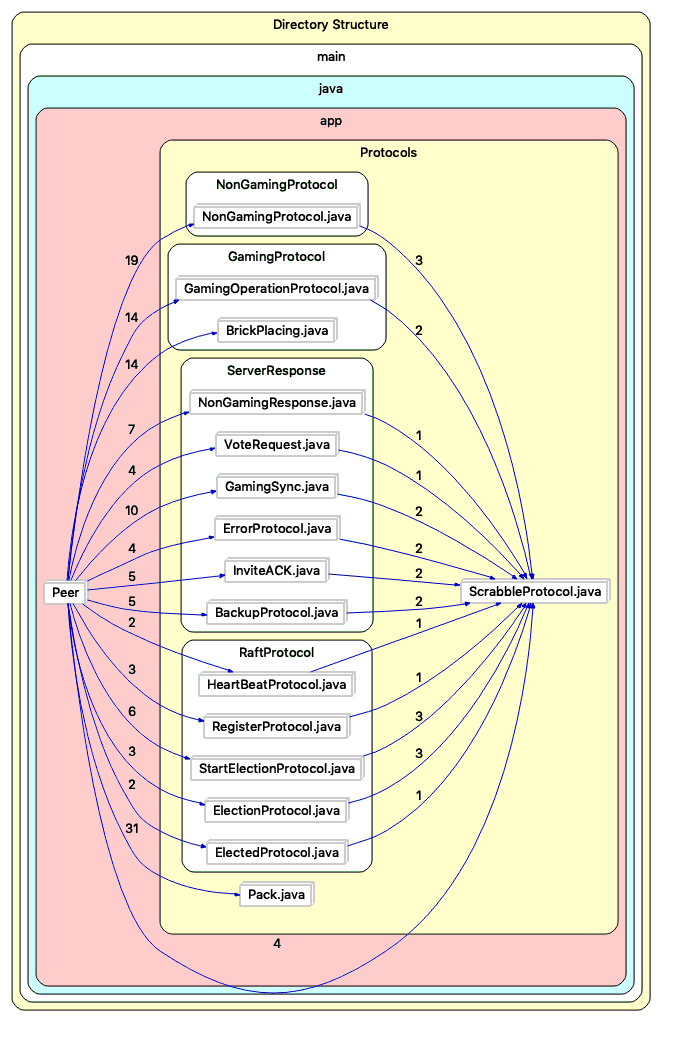 Directory Structure
main
java
app
Protocols
NonGamingProtocol
NonGamingProtocol.java
19
3
GamingProtocol
GamingOperationProtocol.java
14
2
BrickPlacing.java
14
ServerResponse
NonGamingResponse.java
7
1
VoteRequest.java
4
1
GamingSync.java
10
2
ErrorProtocol.java
4
2
InviteACK.java
5
2
Peer
ScrabbleProtocol.java
BackupProtocol.java
5
2
2
1
RaftProtocol
HeartBeatProtocol.java
3
1
RegisterProtocol.java
6
3
StartElectionProtocol.java
3
3
ElectionProtocol.java
2
1
ElectedProtocol.java
31
Pack.java
4